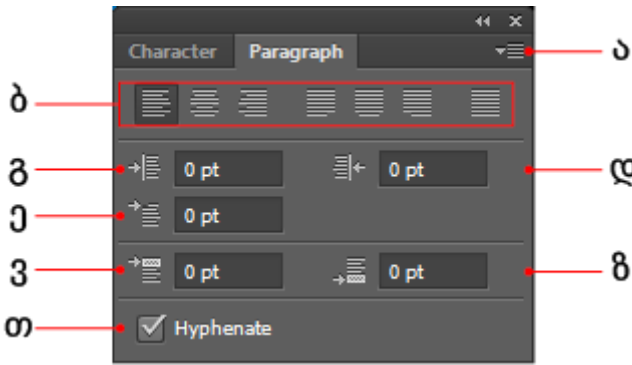 Character Paragraph ა
ბ
გ 0 pt 0 pt დ
ე 0 pt
ვ 0 pt 0 pt ზ
თ Hyphenate